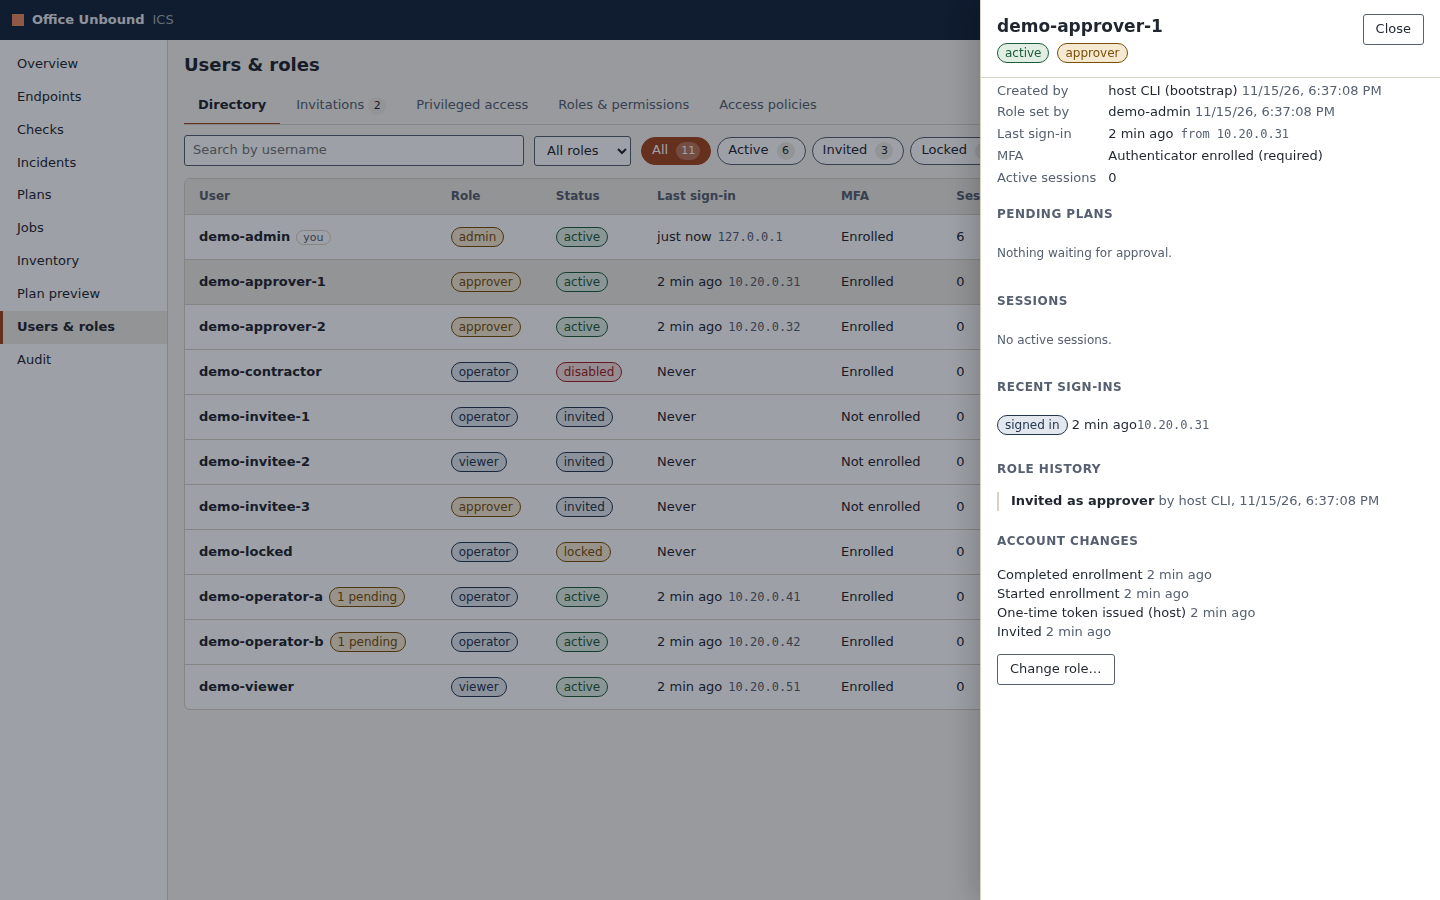 Office Unbound ICS
Overview
Endpoints
Checks
Incidents
Plans
Jobs
Inventory
Plan preview
Users & roles
Audit
Users & roles
Directory Invitations 2 Privileged access Roles & permissions Access policies
Search by username All roles All 11 Active 6 Invited 3 Locked
User Role Status Last sign-in MFA
demo-admin you admin active just now 127.0.0.1 Enrolled 6
demo-approver-1 approver active 2 min ago 10.20.0.31 Enrolled 0
demo-approver-2 approver active 2 min ago 10.20.0.32 Enrolled 0
demo-contractor operator disabled Never Enrolled 0
demo-invitee-1 operator invited Never Not enrolled 0
demo-invitee-2 viewer invited Never Not enrolled 0
demo-invitee-3 approver invited Never Not enrolled 0
demo-locked operator locked Never Enrolled 0
demo-operator-a 1 pending operator active 2 min ago 10.20.0.41 Enrolled 0
demo-operator-b 1 pending operator active 2 min ago 10.20.0.42 Enrolled 0
demo-viewer viewer active 2 min ago 10.20.0.51 Enrolled 0
demo-approver-1 Close
active approver
Created by host CLI (bootstrap) 11/15/26, 6:37:08 PM
Role set by demo-admin 11/15/26, 6:37:08 PM
Last sign-in 2 min ago from 10.20.0.31
MFA Authenticator enrolled (required)
Active sessions 0
PENDING PLANS
Nothing waiting for approval.
SESSIONS
No active sessions.
RECENT SIGN-INS
signed in 2 min ago10.20.0.31
ROLE HISTORY
Invited as approver by host CLI, 11/15/26, 6:37:08 PM
ACCOUNT CHANGES
Completed enrollment 2 min ago
Started enrollment 2 min ago
One-time token issued (host) 2 min ago
Invited 2 min ago
Change role…